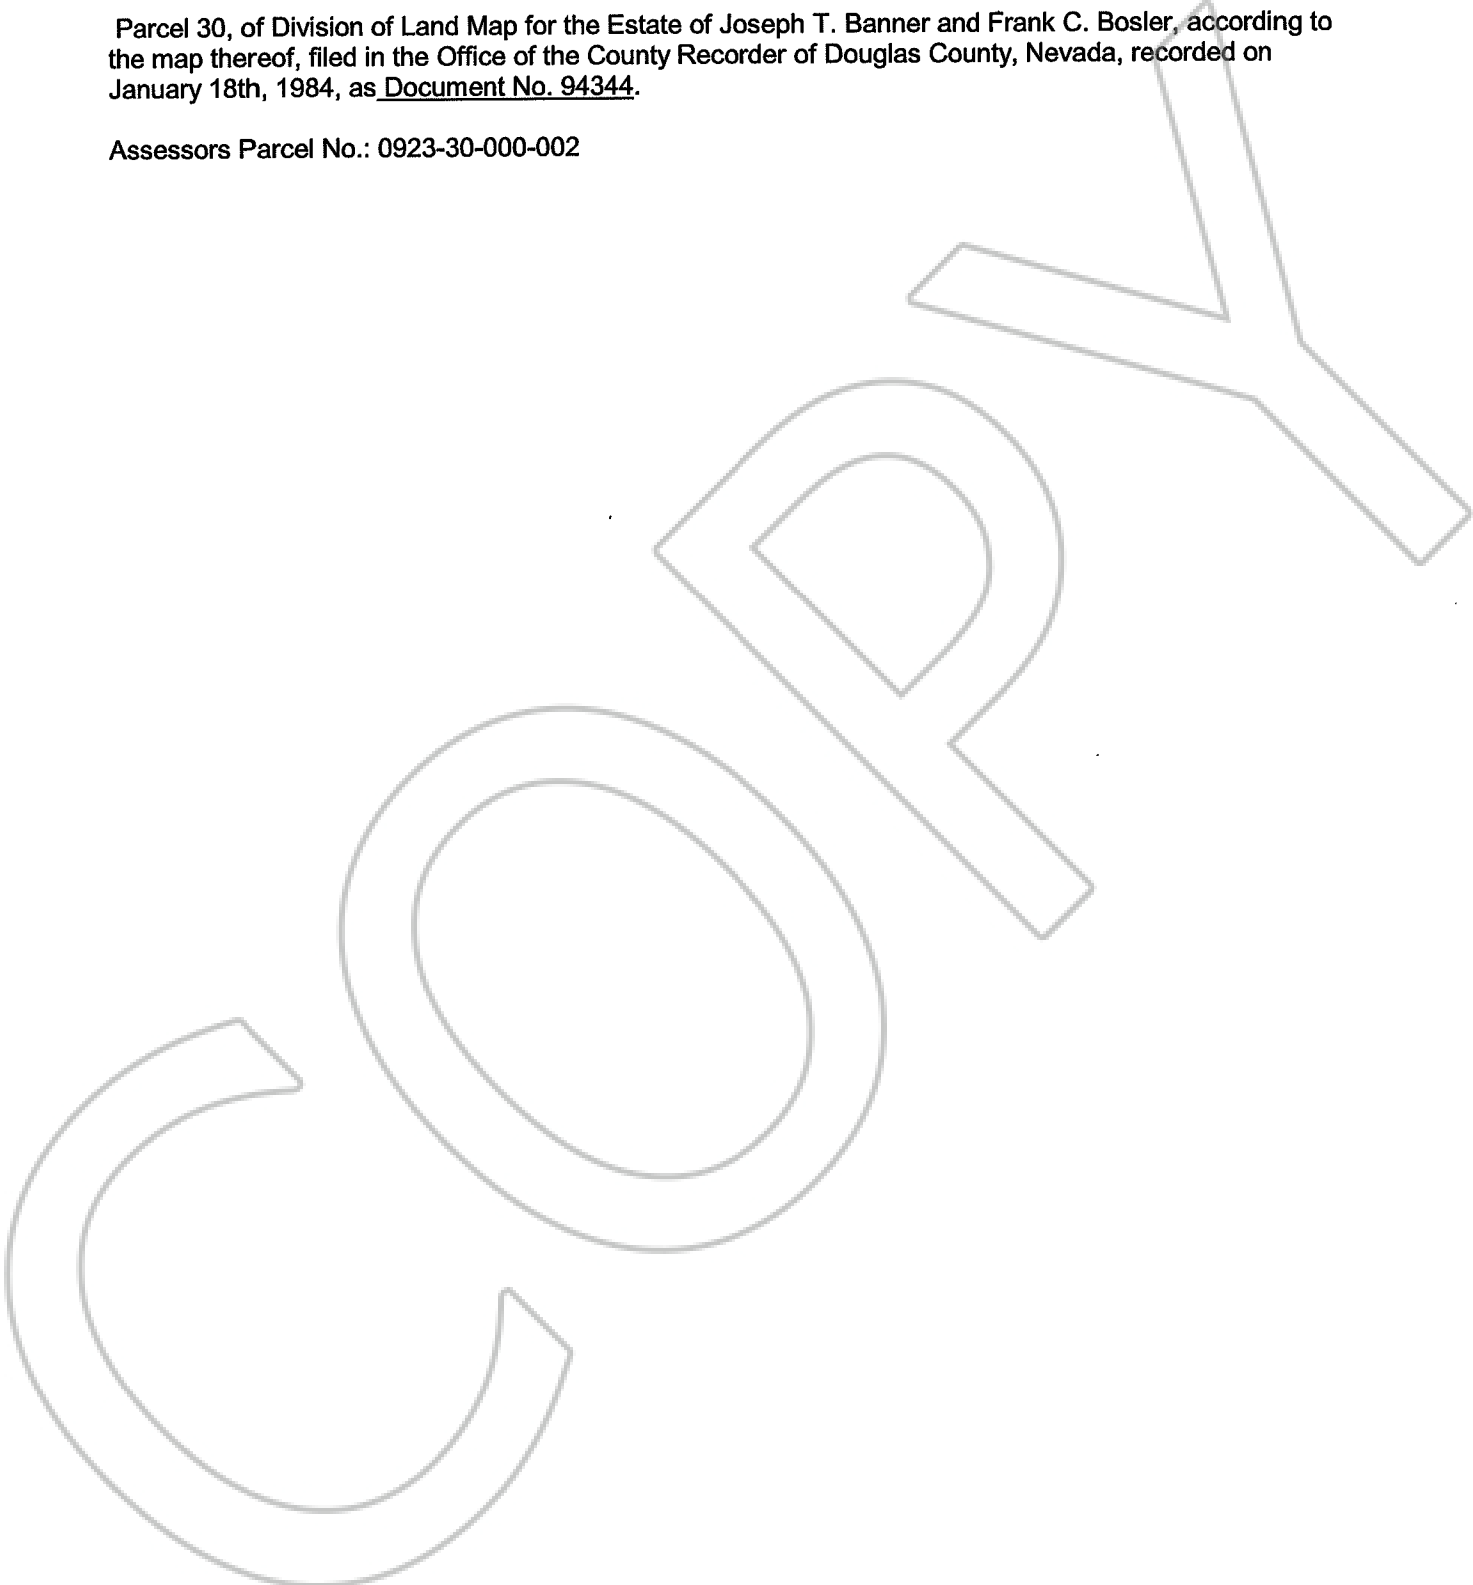 Parcel 30, of Division of Land Map for the Estate of Joseph T. Banner and Frank C. Bosler, according to
the map thereof, filed in the Office of the County Recorder of Douglas County, Nevada, recorded on
January 18th, 1984, as Document No. 94344.
Assessors Parcel No.: 0923-30-000-002
COPY